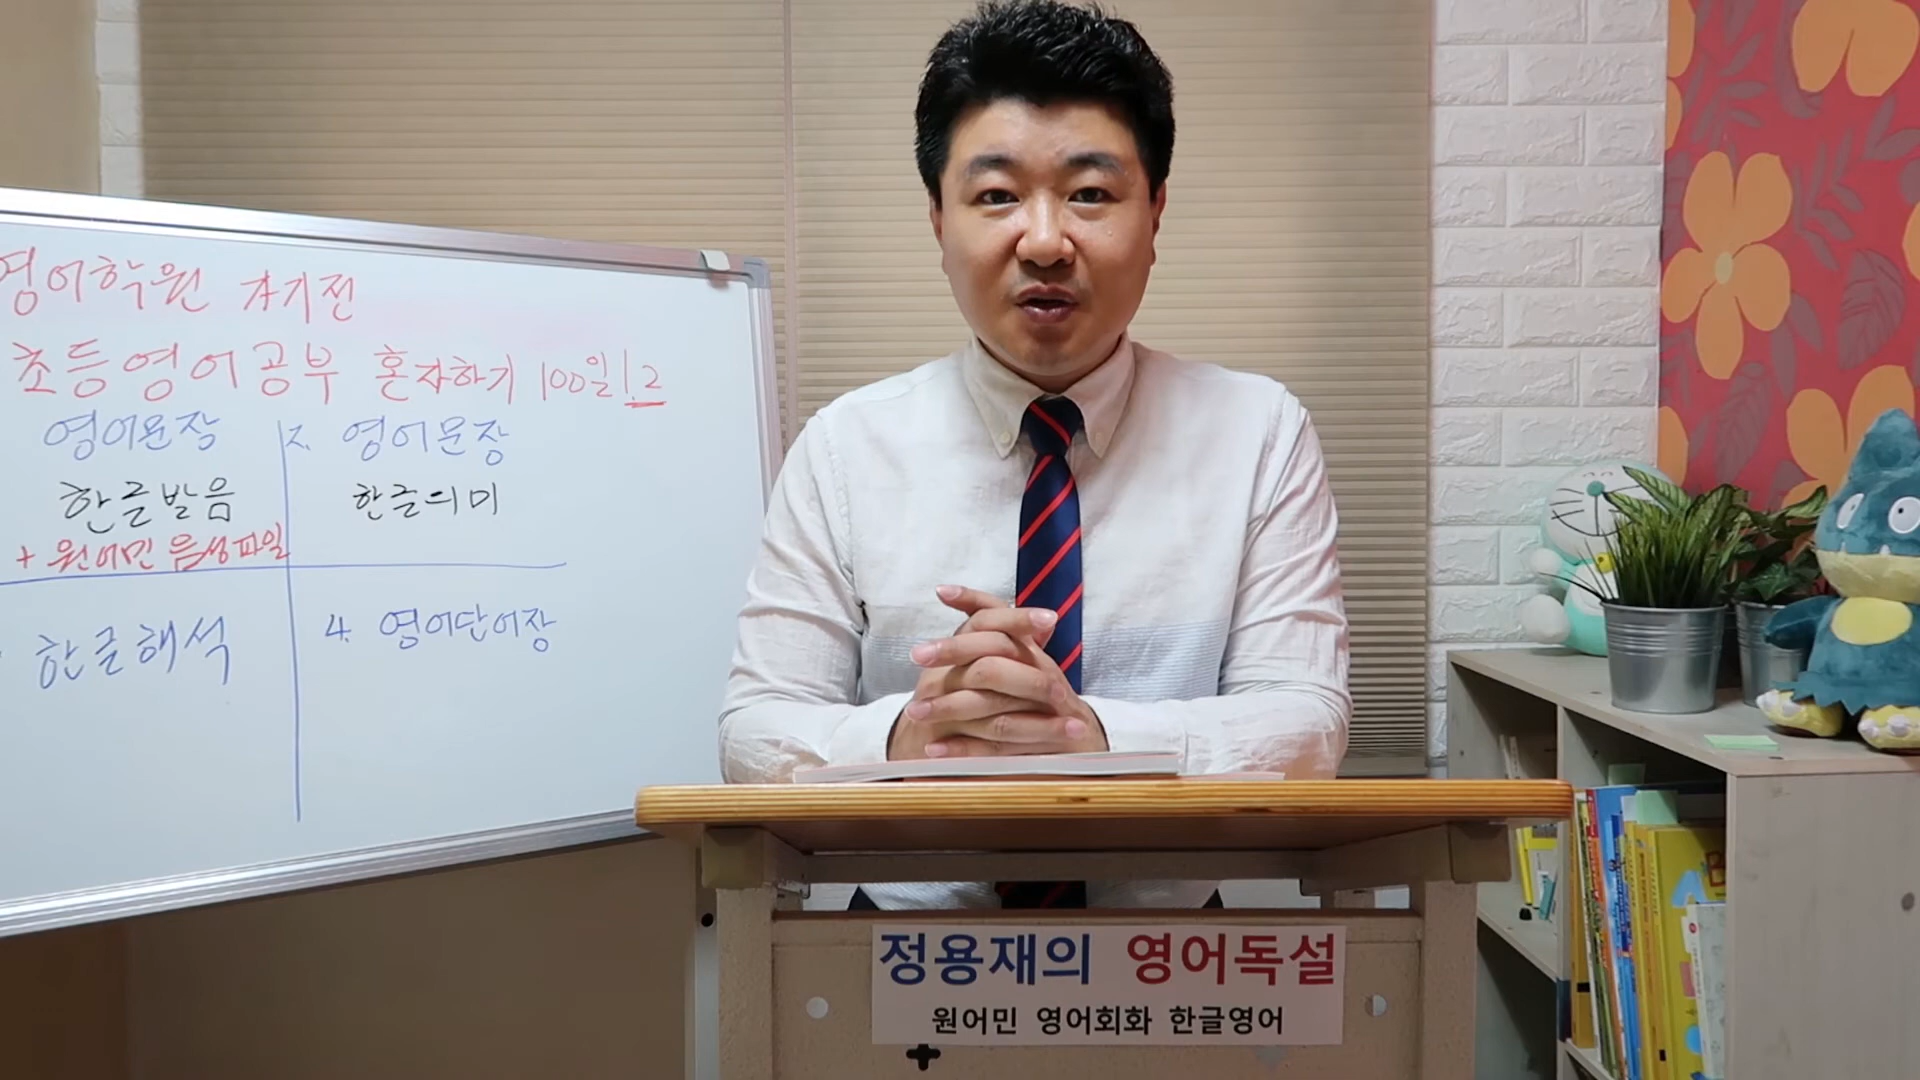 영어학원 가기전
초등영어공부 혼자하기 100일 1.2
영어문장
한글발음
+ 원어민 음성파일
2. 영어문장
한글의미
한글해석
4. 영어단어장
정용재의 영어독설
원어민 영어회화 한글영어